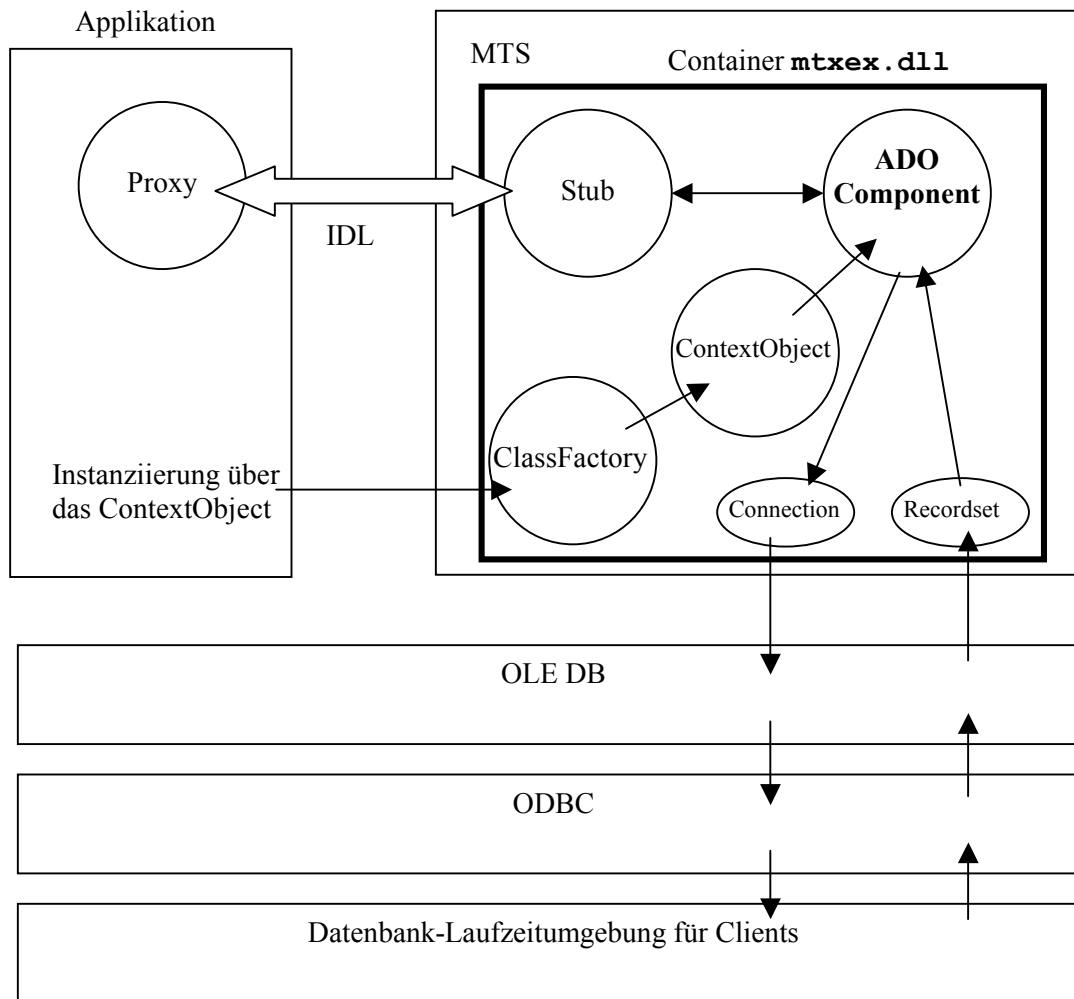 Applikation
MTS
Container mtxex.dll
Proxy
IDL
Stub
ADO
Component
ContextObject
ClassFactory
Instanziierung über
das ContextObject
Connection
Recordset
OLE DB
ODBC
Datenbank-Laufzeitumgebung für Clients